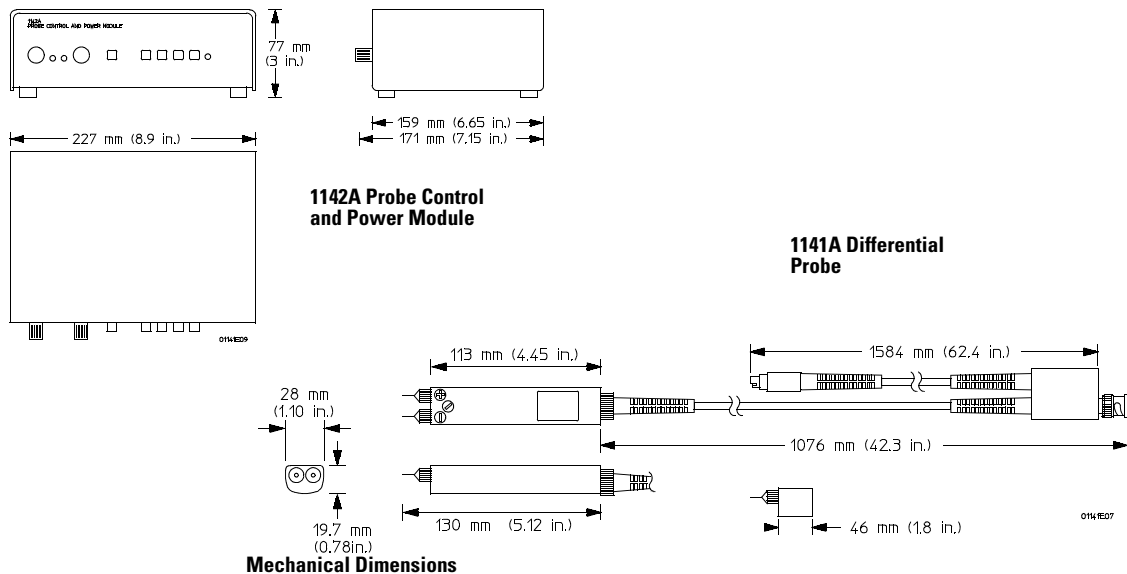 1142A
PROBE CONTROL AND POWER MODULE
77 mm
(3 in.)
159 mm (6.65 in.)
171 mm (7.15 in.)
227 mm (8.9 in.)
1142A Probe Control
and Power Module
01141E09
1141A Differential
Probe
113 mm (4.45 in.)
1584 mm (62.4 in.)
28 mm
(1.10 in.)
1076 mm (42.3 in.)
19.7 mm
(0.78in.)
130 mm (5.12 in.)
46 mm (1.8 in.)
01141E07
Mechanical Dimensions